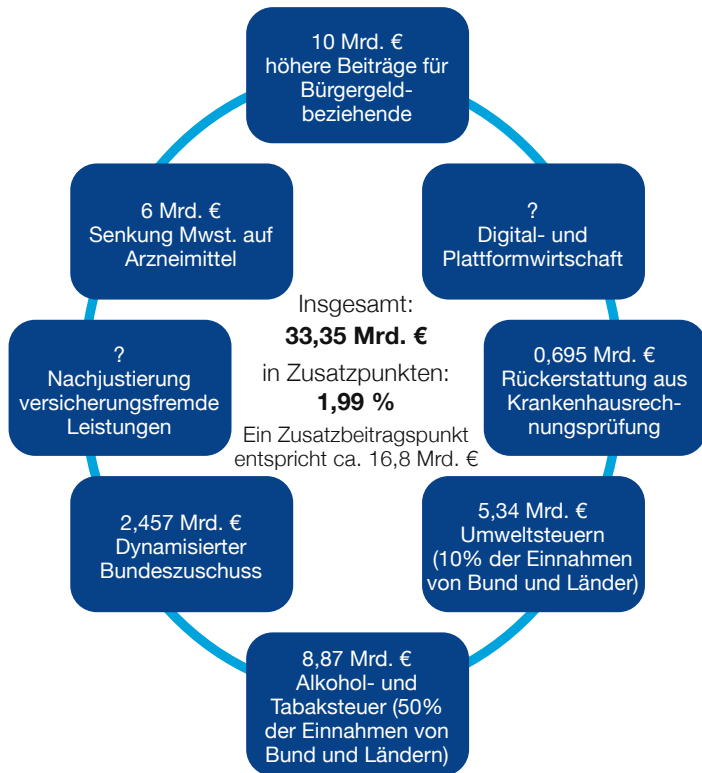 10 Mrd. €
höhere Beiträge für
Bürgergeld-
beziehende
?
Digital- und
Plattformwirtschaft
0,695 Mrd. €
Rückerstattung aus
Krankenhausrech-
nungsprüfung
5,34 Mrd. €
Umweltsteuern
(10% der Einnahmen
von Bund und Länder)
8,87 Mrd. €
Alkohol- und
Tabaksteuer (50%
der Einnahmen von
Bund und Ländern)
2,457 Mrd. €
Dynamisierter
Bundeszuschuss
?
Nachjustierung
versicherungsfremde
Leistungen
6 Mrd. €
Senkung Mwst. auf
Arzneimittel
Insgesamt:
33,35 Mrd. €
in Zusatzpunkten:
1,99 %
Ein Zusatzbeitragspunkt
entspricht ca. 16,8 Mrd. €